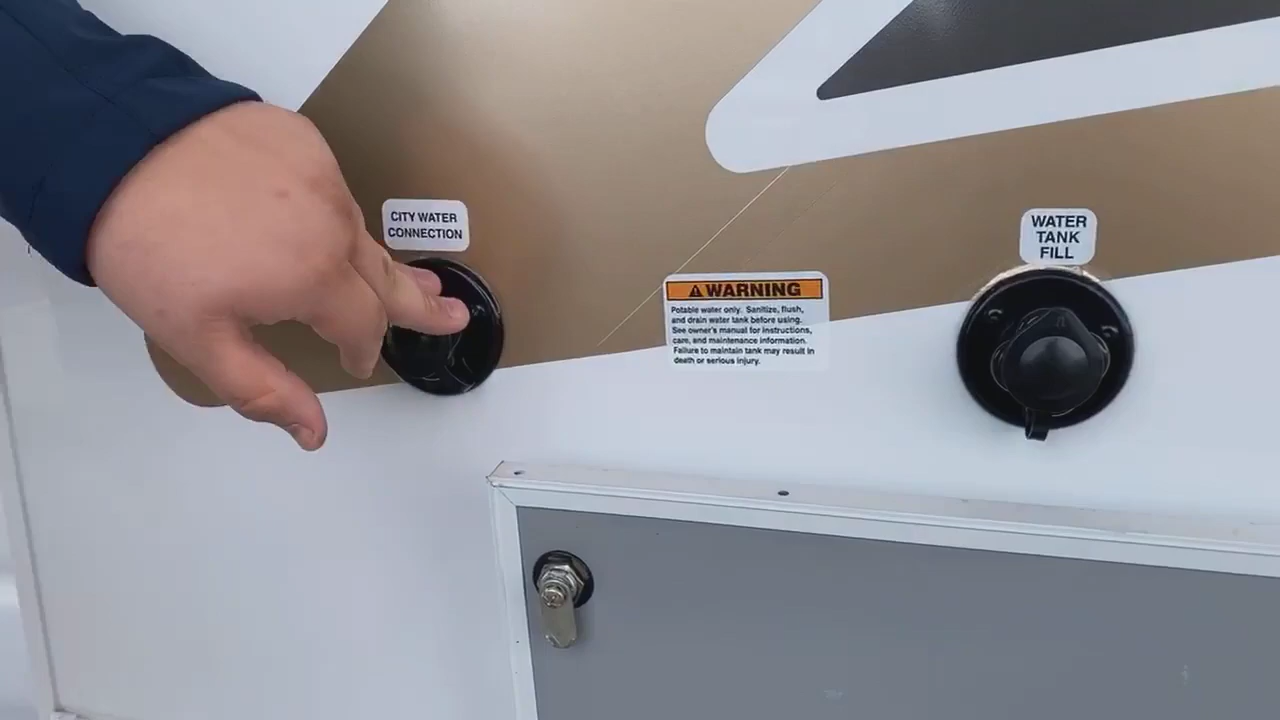 CITY WATER
CONNECTION
WATER
TANK
FILL
WARNING
Potable water only. Sanitize, flush,
and drain water tank before using.
See owner's manual for instructions,
care, and maintenance information.
Failure to maintain tank may result in
death or serious injury.